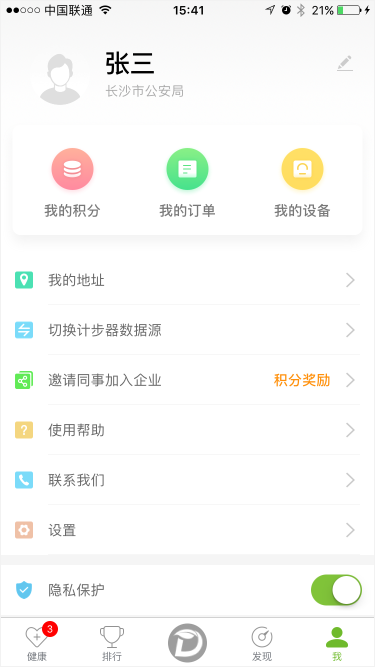 中国联通 15:41 21%
张三
长沙市公安局
我的积分 我的订单 我的设备
我的地址
切换计步器数据源
邀请同事加入企业 积分奖励
使用帮助
联系我们
设置
隐私保护
3
健康 排行 发现 我